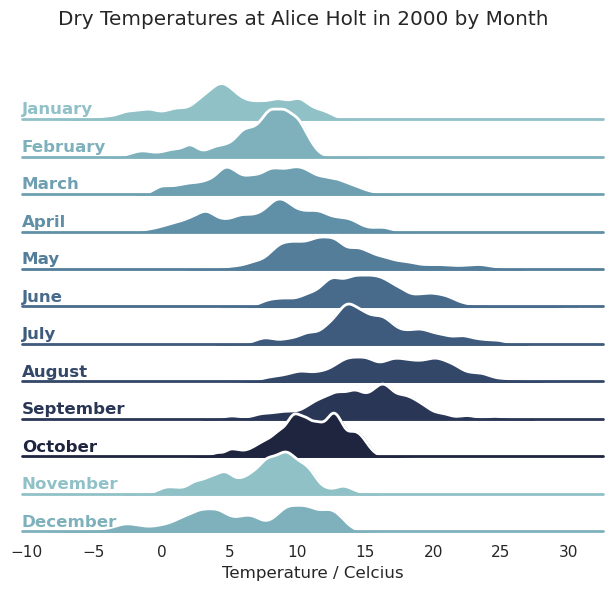 Dry Temperatures at Alice Holt in 2000 by Month
January
February
March
April
May
June
July
August
September
October
November
December
−10 −5 0 5 10 15 20 25 30
Temperature / Celcius